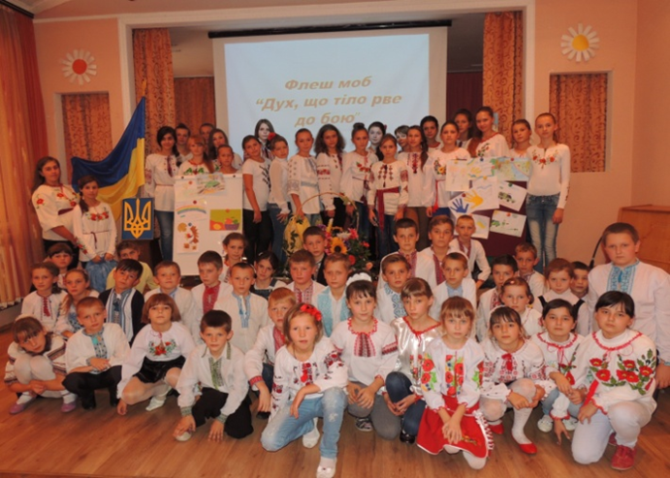 Флеш моб
“Дух, що тіло рве
до бою”